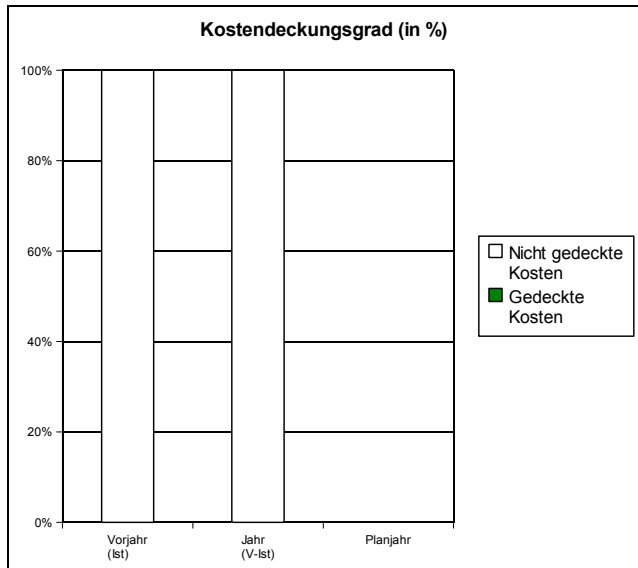 Kostendeckungsgrad (in %)
100%
80%
60%
40%
20%
0%
Vorjahr
(Ist)
Jahr
(V-Ist)
Planjahr
Nicht gedeckte
Kosten
Gedeckte
Kosten